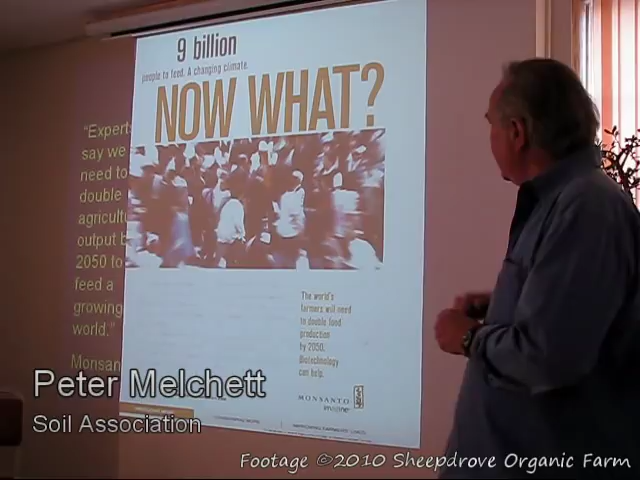 9 billion
people to feed. A changing climate.
NOW WHAT?
"Expert
say we
need to
double
agricult
output b
2050 to
feed a
growing
world."
Monsan
The world's
farmers will need
to double food
production
by 2050.
Biotechnology
can help.
MONSANTO
imagine
Peter Melchett
Soil Association
Footage ©2010 Sheepdrove Organic Farm